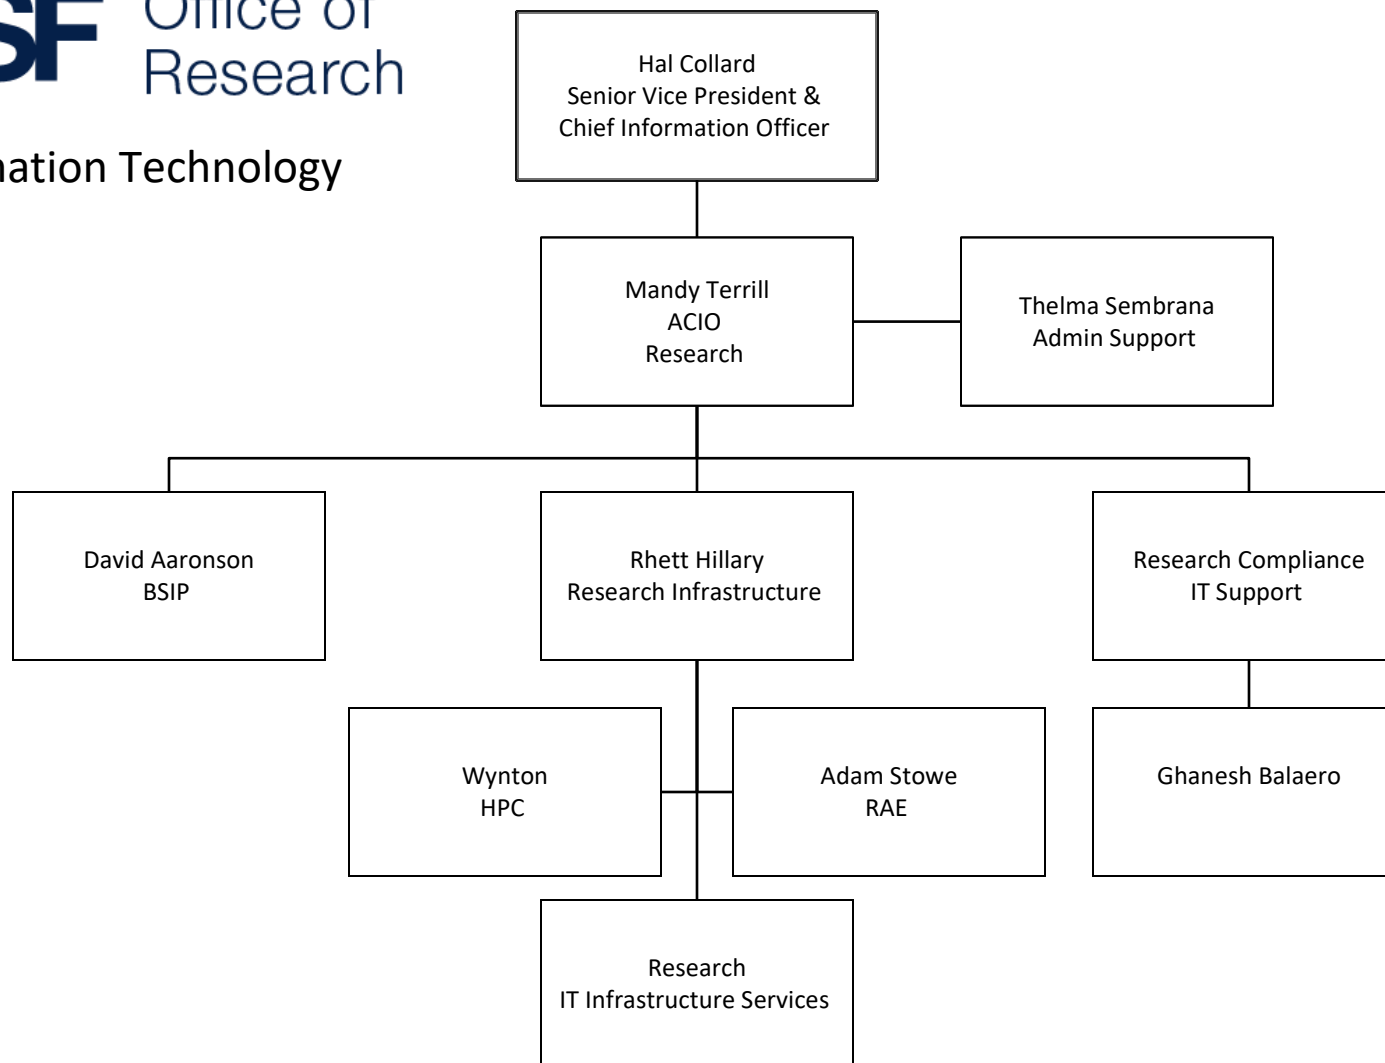 SF
Office of
Research
nation Technology
Hal Collard
Senior Vice President &
Chief Information Officer
Mandy Terrill
ACIO
Research
Thelma Sembrana
Admin Support
David Aaronson
BSIP
Rhett Hillary
Research Infrastructure
Research Compliance
IT Support
Wynton
HPC
Adam Stowe
RAE
Ghanesh Balaero
Research
IT Infrastructure Services